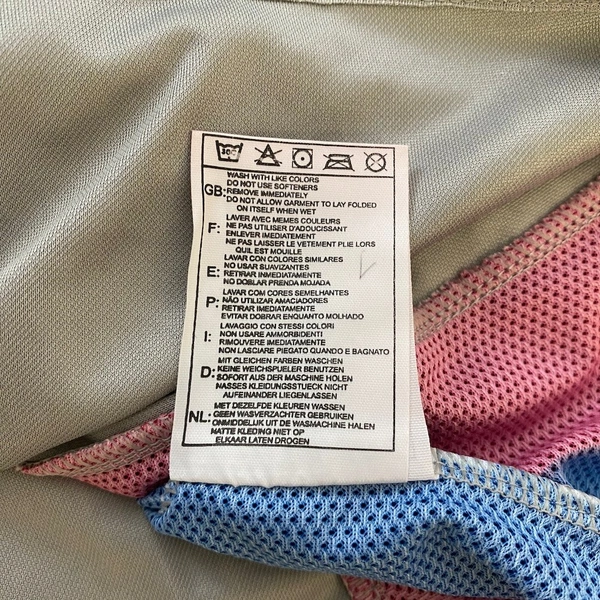 30C
WASH WITH LIKE COLORS
DO NOT USE SOFTENERS
GB: REMOVE IMMEDIATELY
DO NOT ALLOW GARMENT TO LAY FOLDED
ON ITSELF WHEN WET
LAVER AVEC MEMES COULEURS
F: NE PAS UTILISER D'ADOUCISSANT
ENLEVER IMEDIATEMENT
NE PAS LAISSER LE VETEMENT PLIE LORS
QUIL EST MOUILLE
LAVAR CON COLORES SIMILARES
NO USAR SUAVIZANTES
E: RETIRAR INMEDIATAMENTE
NO DOBLAR PRENDA MOJADA
LAVAR COM CORES SEMELHANTES
P: NÃO UTILIZAR AMACIADORES
RETIRAR IMEDIATAMENTE
EVITAR DOBRAR ENQUANTO MOLHADO
LAVAGGIO CON STESSI COLORI
I: NON USARE AMMORBIDENTI
RIMOUVERE IMEDIATAMENTE
NON LASCIARE PIEGATO QUANDO E BAGNATO
MIT GLEICHEN FARBEN WASCHEN
D: KEINE WEICHSPUELER BENUTZEN
SOFORT AUS DER MASCHINE HOLEN
NASSES KLEIDUNGSSTUECK NICHT
AUFEINANDER LIEGENLASSEN
MET DEZELFDE KLEUREN WASSEN
NL: GEEN WASVERZACHTER GEBRUIKEN
ONMIDDELIJK UIT DE WASMACHINE HALEN
MATTE KLEDING NIET OP
ELKAAR LATEN DROGEN